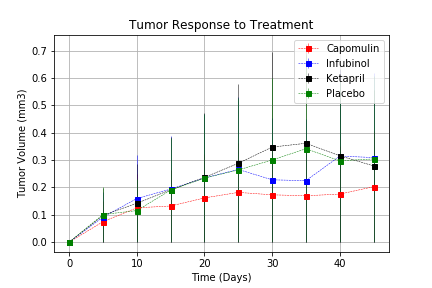 Tumor Response to Treatment
Capomulin
Infubinol
Ketapril
Placebo
Tumor Volume (mm3)
0.7
0.6
0.5
0.4
0.3
0.2
0.1
0.0
0
10
20
30
40
Time (Days)